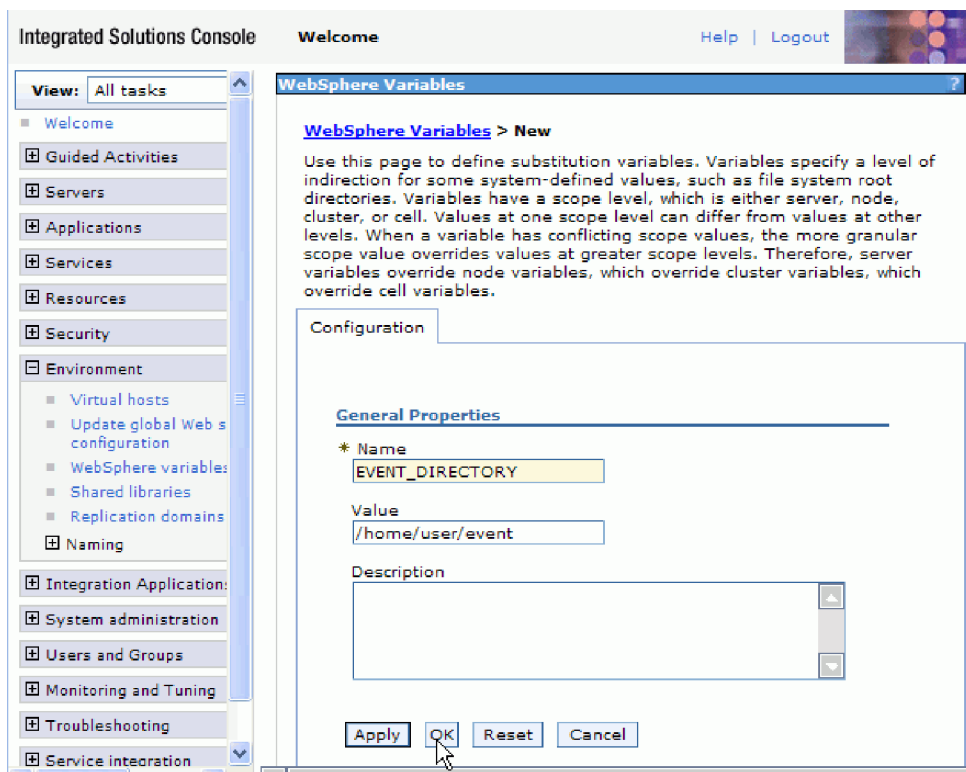 Integrated Solutions Console Welcome Help | Logout
View: All tasks
Welcome
Guided Activities
Servers
Applications
Services
Resources
Security
Environment
Virtual hosts
Update global Web s
configuration
WebSphere variables
Shared libraries
Replication domains
Naming
Integration Applications
System administration
Users and Groups
Monitoring and Tuning
Troubleshooting
Service integration
WebSphere Variables ?
WebSphere Variables > New
Use this page to define substitution variables. Variables specify a level of
indirection for some system-defined values, such as file system root
directories. Variables have a scope level, which is either server, node,
cluster, or cell. Values at one scope level can differ from values at other
levels. When a variable has conflicting scope values, the more granular
scope value overrides values at greater scope levels. Therefore, server
variables override node variables, which override cluster variables, which
override cell variables.
Configuration
General Properties
* Name
EVENT_DIRECTORY
Value
/home/user/event
Description
Apply OK Reset Cancel